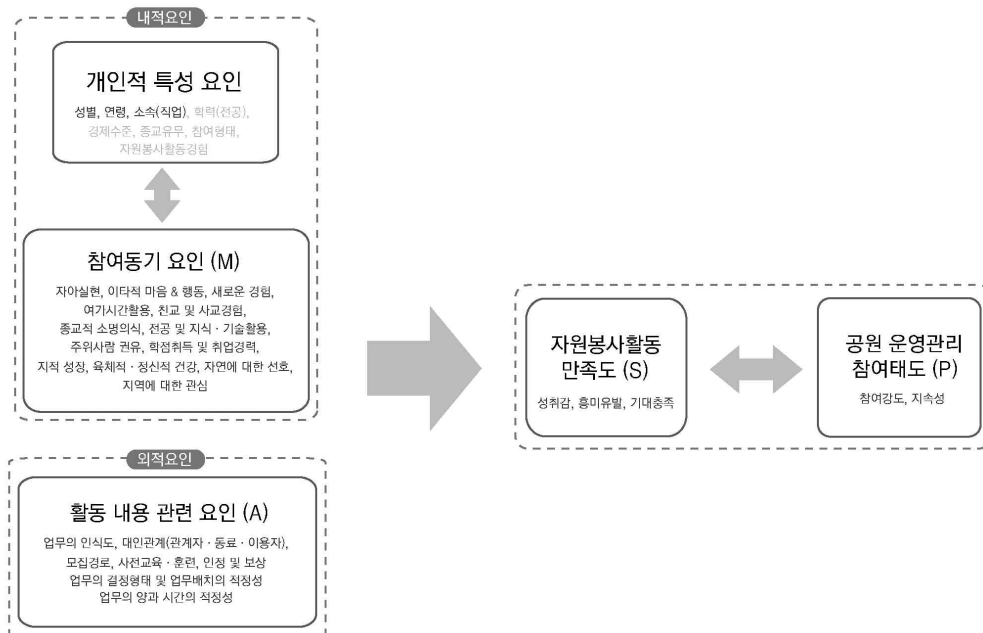 내적요인
개인적 특성 요인
성별, 연령, 소속(직업), 학력(전공),
경제수준, 종교유무, 참여형태,
자원봉사활동경험
참여동기 요인 (M)
자아실현, 이타적 마음 & 행동, 새로운 경험,
여가시간활용, 친교 및 사교경험,
종교적 소명의식, 전공 및 지식 · 기술활용,
주위사람 권유, 학점취득 및 취업경력,
지적 성장, 육체적 · 정신적 건강, 자연에 대한 선호,
지역에 대한 관심
외적요인
활동 내용 관련 요인 (A)
업무의 인식도, 대인관계(관계자 · 동료 · 이용자),
모집경로, 사전교육 · 훈련, 인정 및 보상
업무의 결정형태 및 업무배치의 적정성
업무의 양과 시간의 적정성
자원봉사활동
만족도 (S)
성취감, 흥미유발, 기대충족
공원 운영관리
참여태도 (P)
참여강도, 지속성